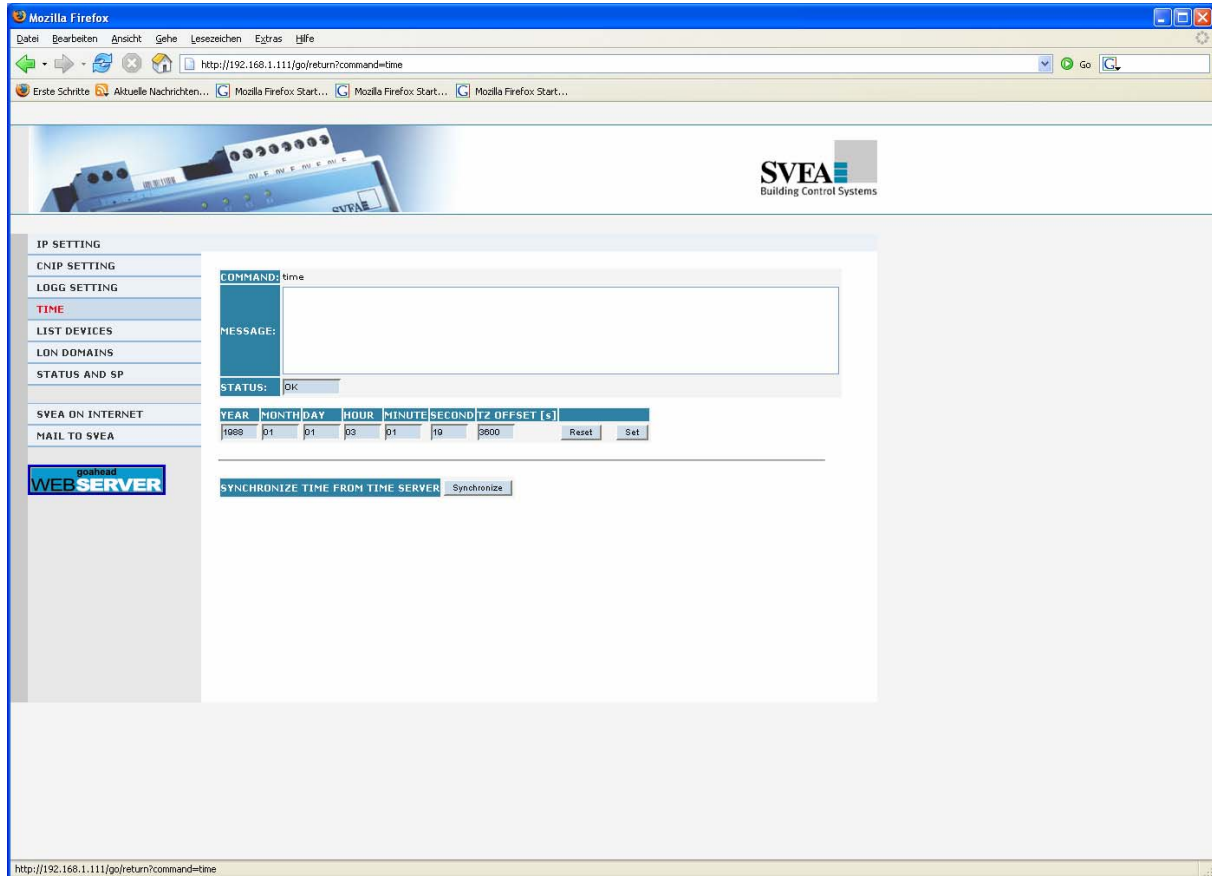 Mozilla Firefox
Datei Bearbeiten Ansicht Gehe Lesezeichen Extras Hilfe
http://192.168.1.111/go/return?command=time
Go
Erste Schritte Aktuelle Nachrichten... Mozilla Firefox Start... Mozilla Firefox Start... Mozilla Firefox Start...
SVEA
SVEA
Building Control Systems
IP SETTING
CNIP SETTING
LOGG SETTING
TIME
LIST DEVICES
LON DOMAINS
STATUS AND SP
SVEA ON INTERNET
MAIL TO SVEA
goahead
WEBSERVER
COMMAND: time
MESSAGE:
STATUS: OK
YEAR MONTH DAY HOUR MINUTE SECOND TZ OFFSET [s]
1988 01 01 03 01 19 3600 Reset Set
SYNCHRONIZE TIME FROM TIME SERVER Synchronize
http://192.168.1.111/go/return?command=time